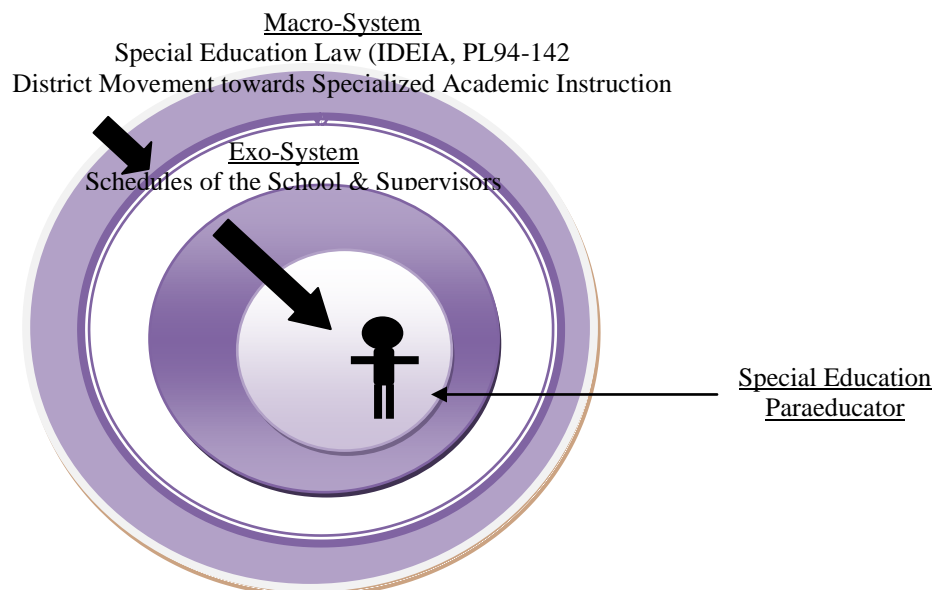 Macro-System
Special Education Law (IDEIA, PL94-142
District Movement towards Specialized Academic Instruction
Exo-System
Schedules of the School & Supervisors
Special Education
Paraeducator